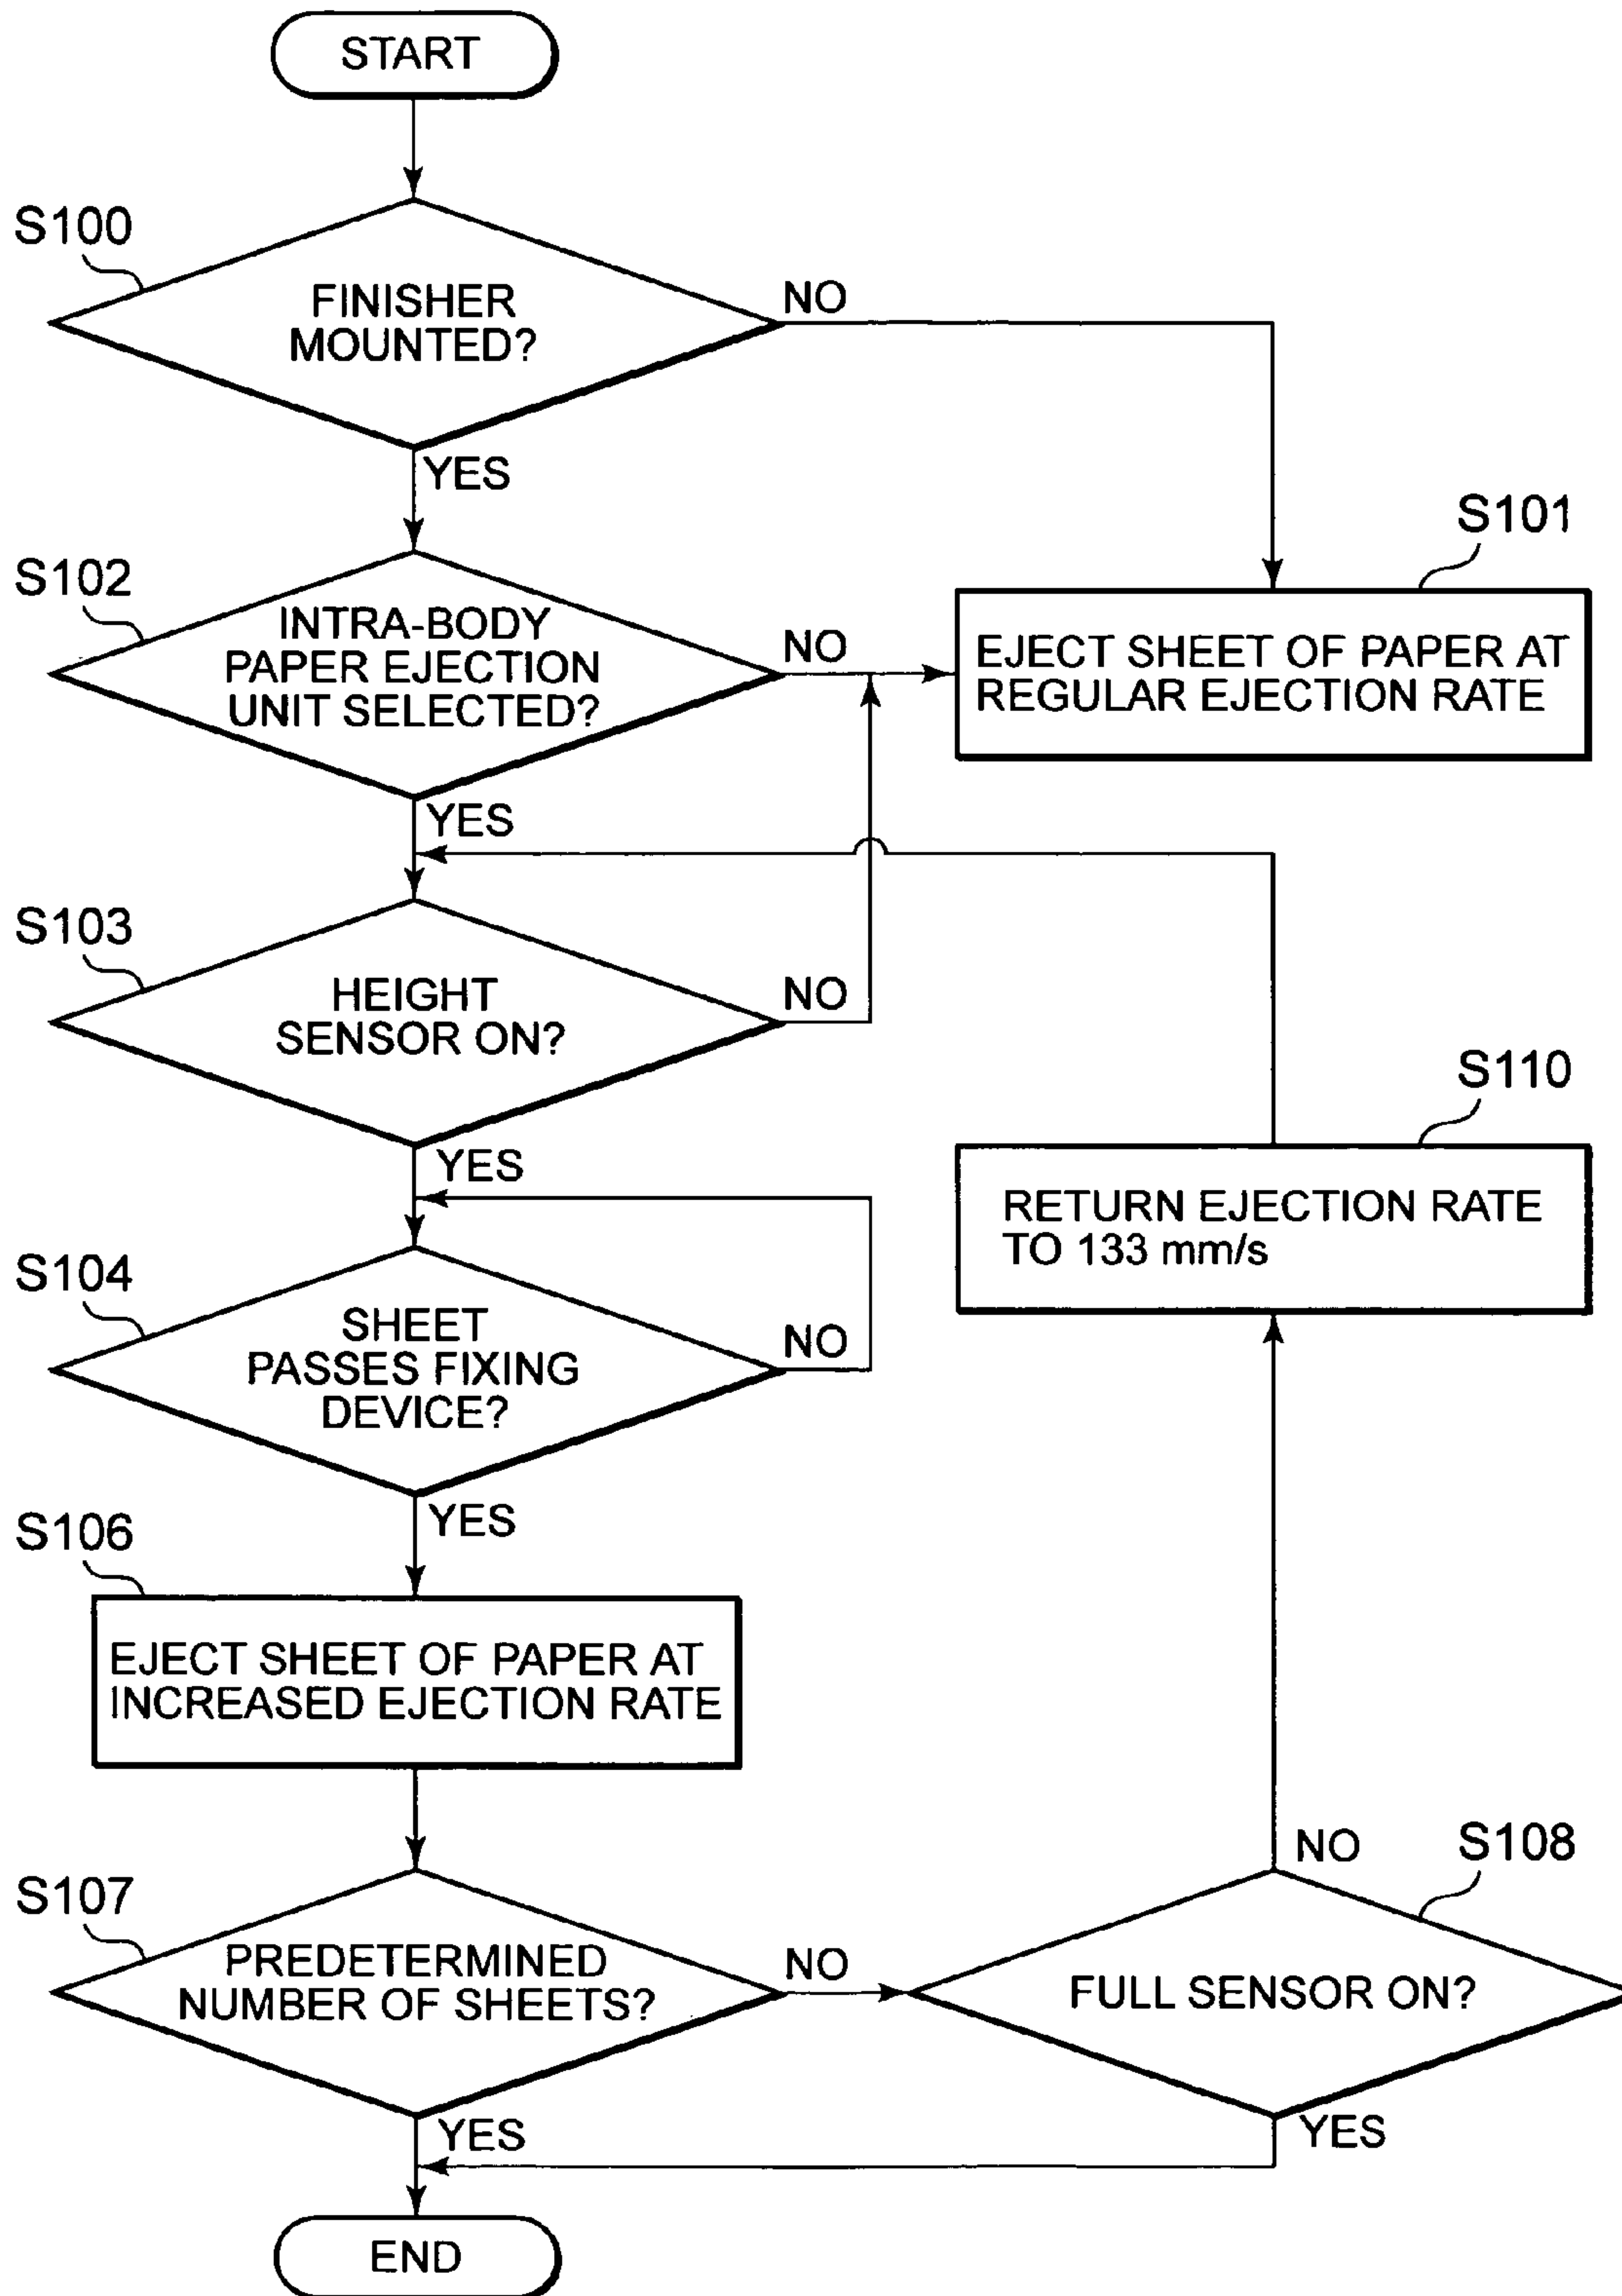 START
S100
FINISHER
MOUNTED?
NO
YES
S101
EJECT SHEET OF PAPER AT
REGULAR EJECTION RATE
S102
INTRA-BODY
PAPER EJECTION
UNIT SELECTED?
NO
YES
S103
HEIGHT
SENSOR ON?
NO
YES
S110
RETURN EJECTION RATE
TO 133 mm/s
S104
SHEET
PASSES FIXING
DEVICE?
NO
YES
S106
EJECT SHEET OF PAPER AT
INCREASED EJECTION RATE
S107
PREDETERMINED
NUMBER OF SHEETS?
NO
YES
S108
FULL SENSOR ON?
NO
YES
END